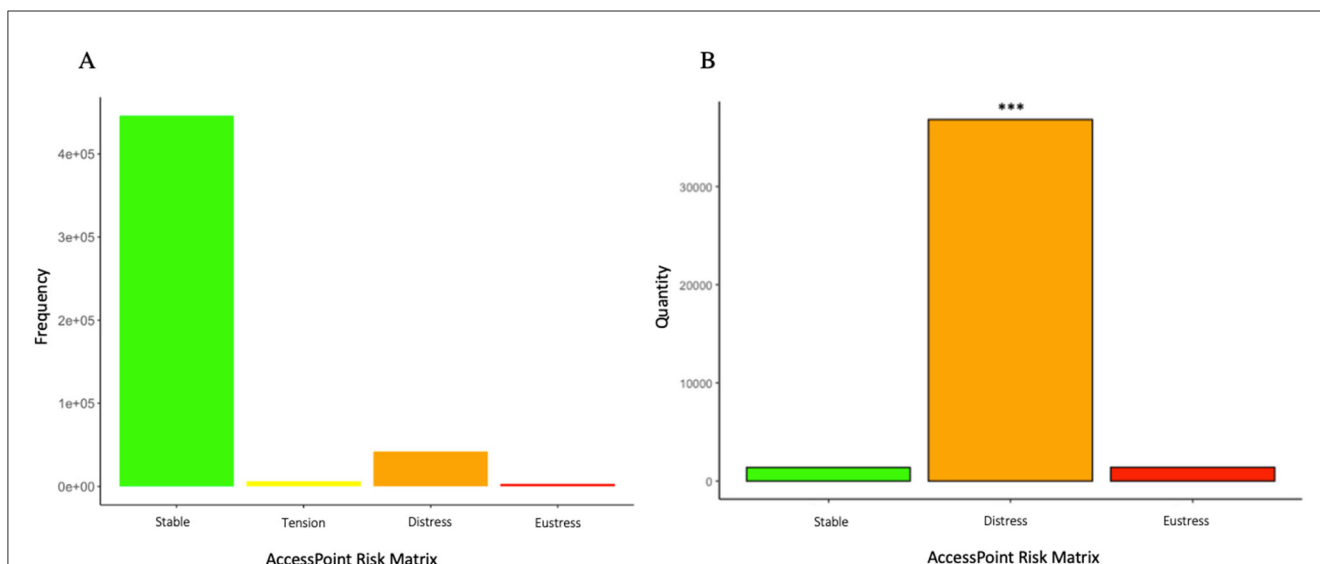 A
Frequency
4e+05
3e+05
2e+05
1e+05
0e+00
Stable Tension Distress Eustress
AccessPoint Risk Matrix
B
***
Quantity
30000
20000
10000
0
Stable Distress Eustress
AccessPoint Risk Matrix